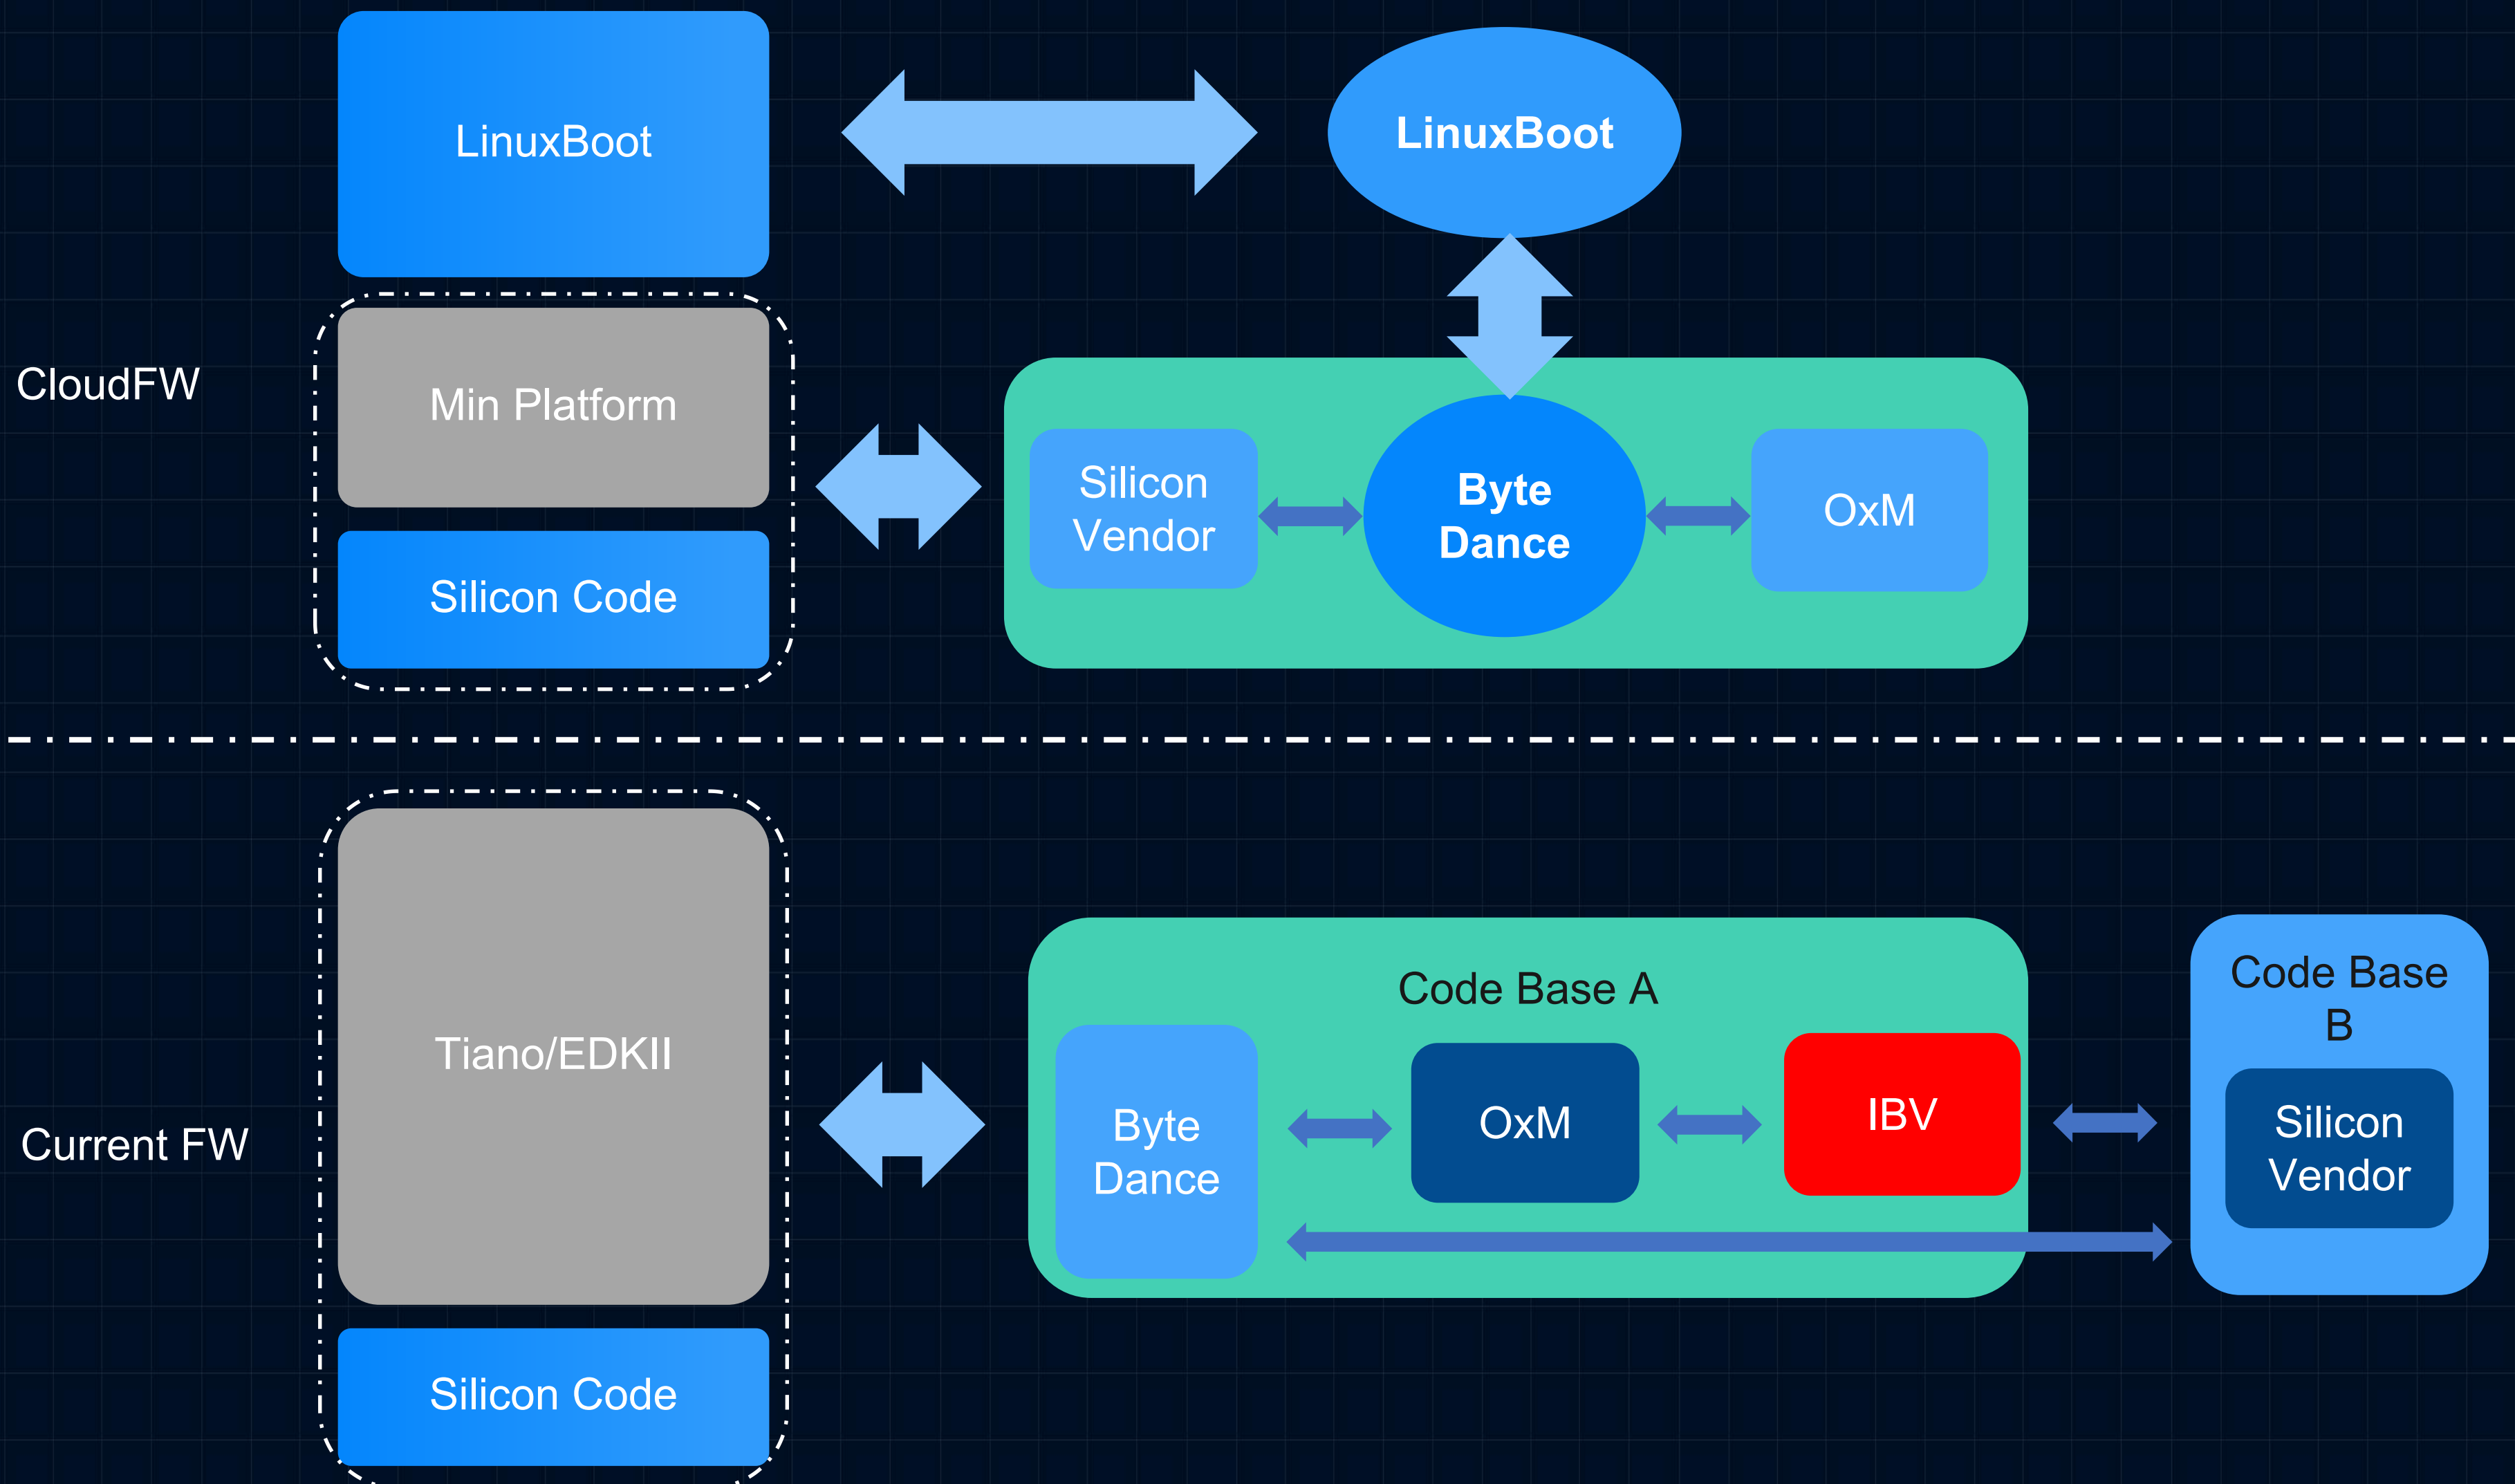 LinuxBoot
LinuxBoot
CloudFW
Min Platform
Silicon Code
Silicon
Vendor
Byte
Dance
OxM
Current FW
Tiano/EDKII
Silicon Code
Code Base A
Byte
Dance
OxM
IBV
Code Base
B
Silicon
Vendor